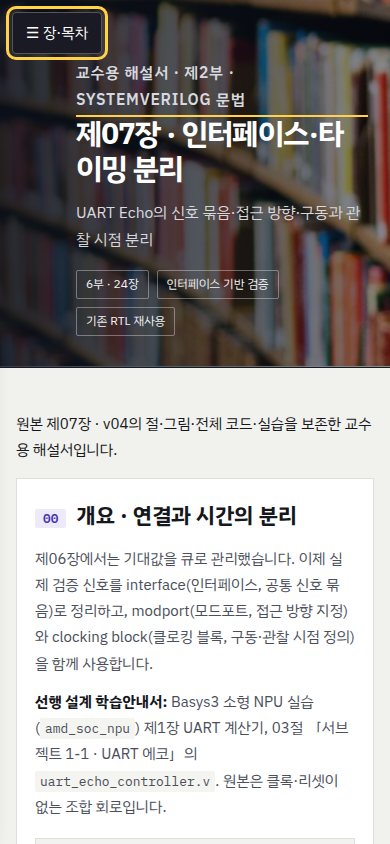 ☰ 장·목차
교수용 해설서 · 제2부 ·
SYSTEMVERILOG 문법
제07장 · 인터페이스·타
이밍 분리
UART Echo의 신호 묶음·접근 방향·구동과 관
찰 시점 분리
6부 · 24장
인터페이스 기반 검증
기존 RTL 재사용
원본 제07장 · v04의 절·그림·전체 코드·실습을 보존한 교수
용 해설서입니다.
00 개요 · 연결과 시간의 분리
제06장에서는 기대값을 큐로 관리했습니다. 이제 실
제 검증 신호를 interface(인터페이스, 공통 신호 묶
음)로 정리하고, modport(모드포트, 접근 방향 지정)
와 clocking block(클로킹 블록, 구동·관찰 시점 정의)
을 함께 사용합니다.
선행 설계 학습안내서: Basys3 소형 NPU 실습
(amd_soc_npu) 제1장 UART 계산기, 03절 「서브
젝트 1-1 · UART 에코」의
uart_echo_controller.v. 원본은 클록·리셋이
없는 조합 회로입니다.